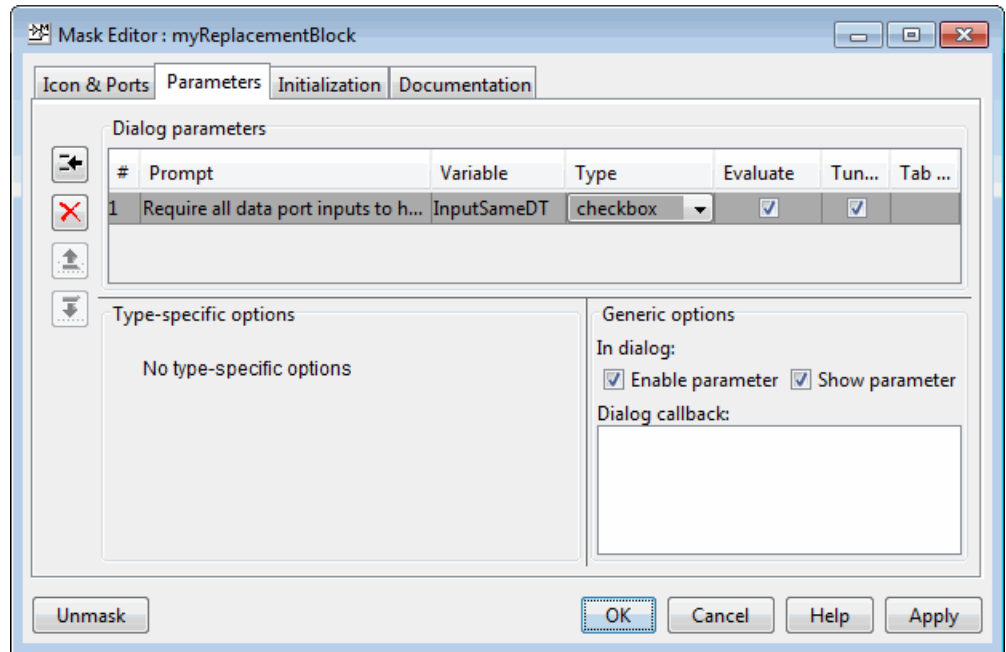 Mask Editor : myReplacementBlock
Icon & Ports Parameters Initialization Documentation
Dialog parameters
# Prompt Variable Type Evaluate Tun... Tab ...
1 Require all data port inputs to h... InputSameDT checkbox
Type-specific options
No type-specific options
Generic options
In dialog:
Enable parameter Show parameter
Dialog callback:
Unmask OK Cancel Help Apply